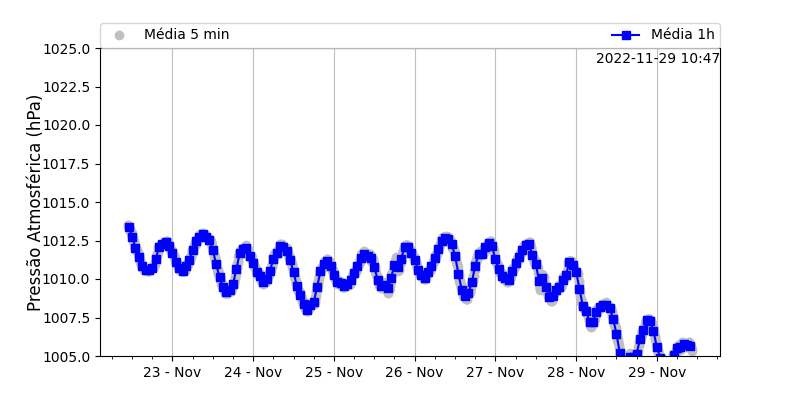 Média 5 min
Média 1h
2022-11-29 10:47
Pressão Atmosférica (hPa)
1025.0
1022.5
1020.0
1017.5
1015.0
1012.5
1010.0
1007.5
1005.0
23 - Nov
24 - Nov
25 - Nov
26 - Nov
27 - Nov
28 - Nov
29 - Nov